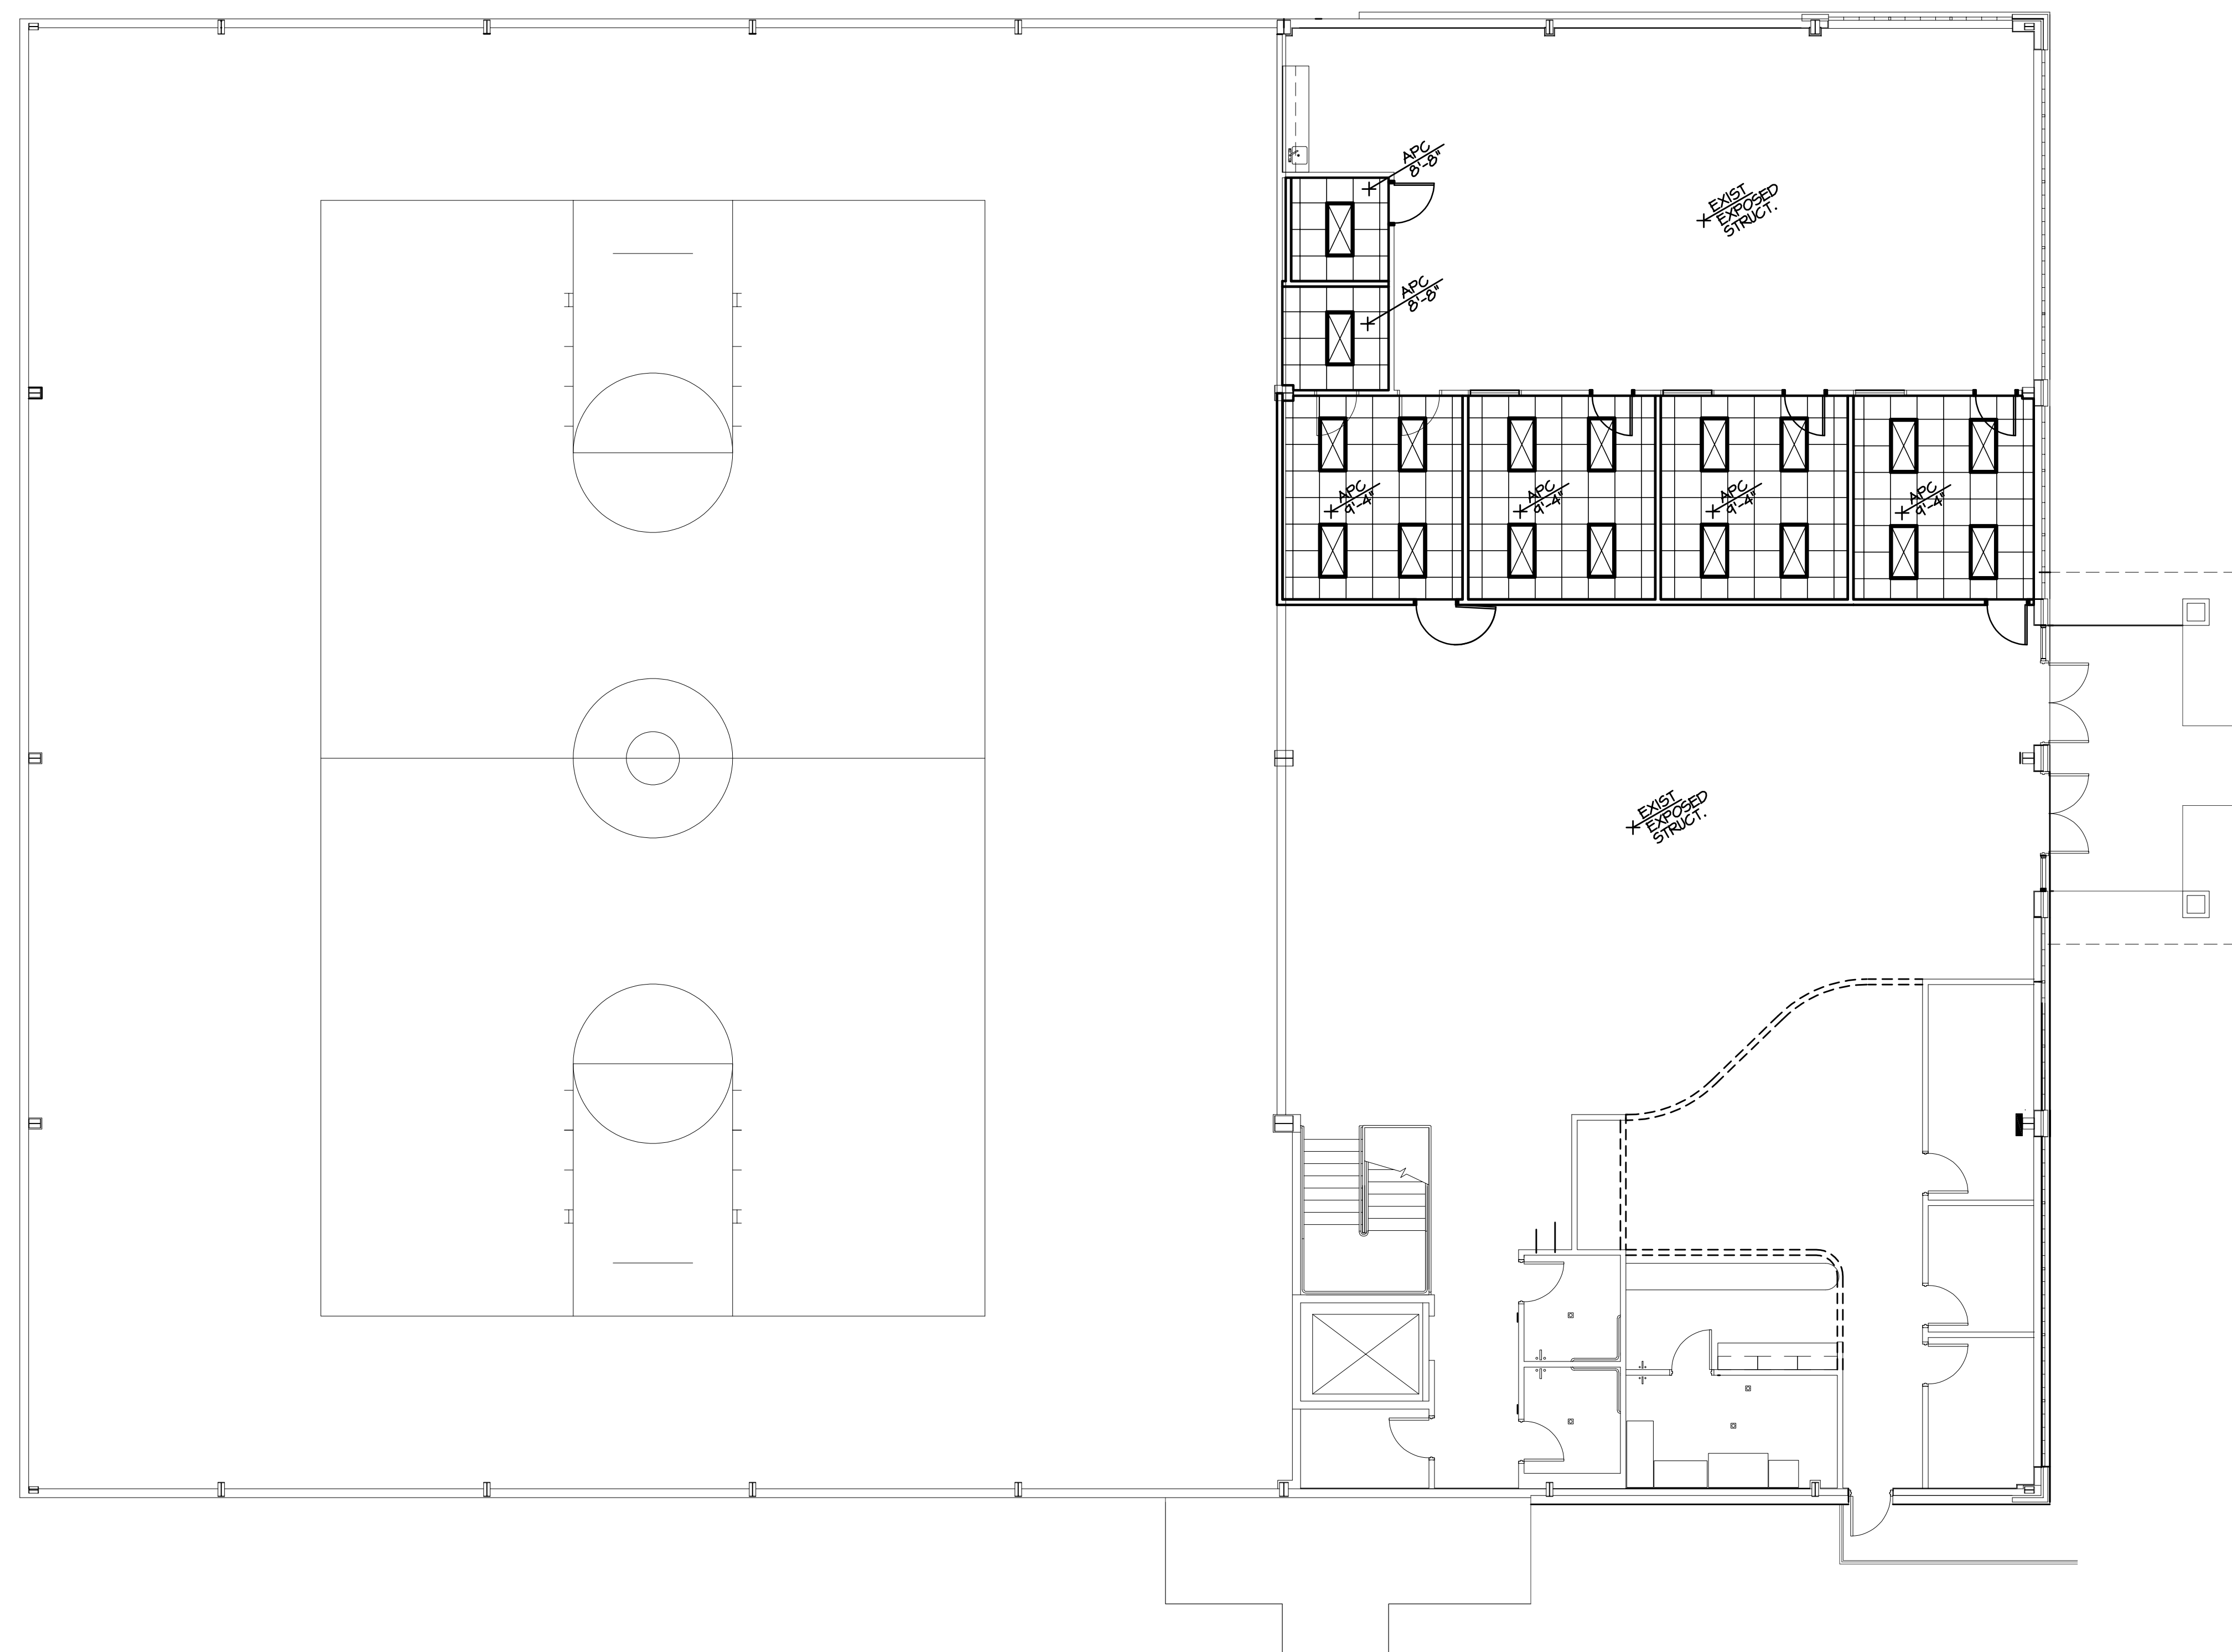 APC
8'-8"
EXIST
EXPOSED
STRUCT.
APC
8'-8"
APC
9'-4"
APC
9'-4"
APC
9'-4"
APC
9'-4"
EXIST
EXPOSED
STRUCT.